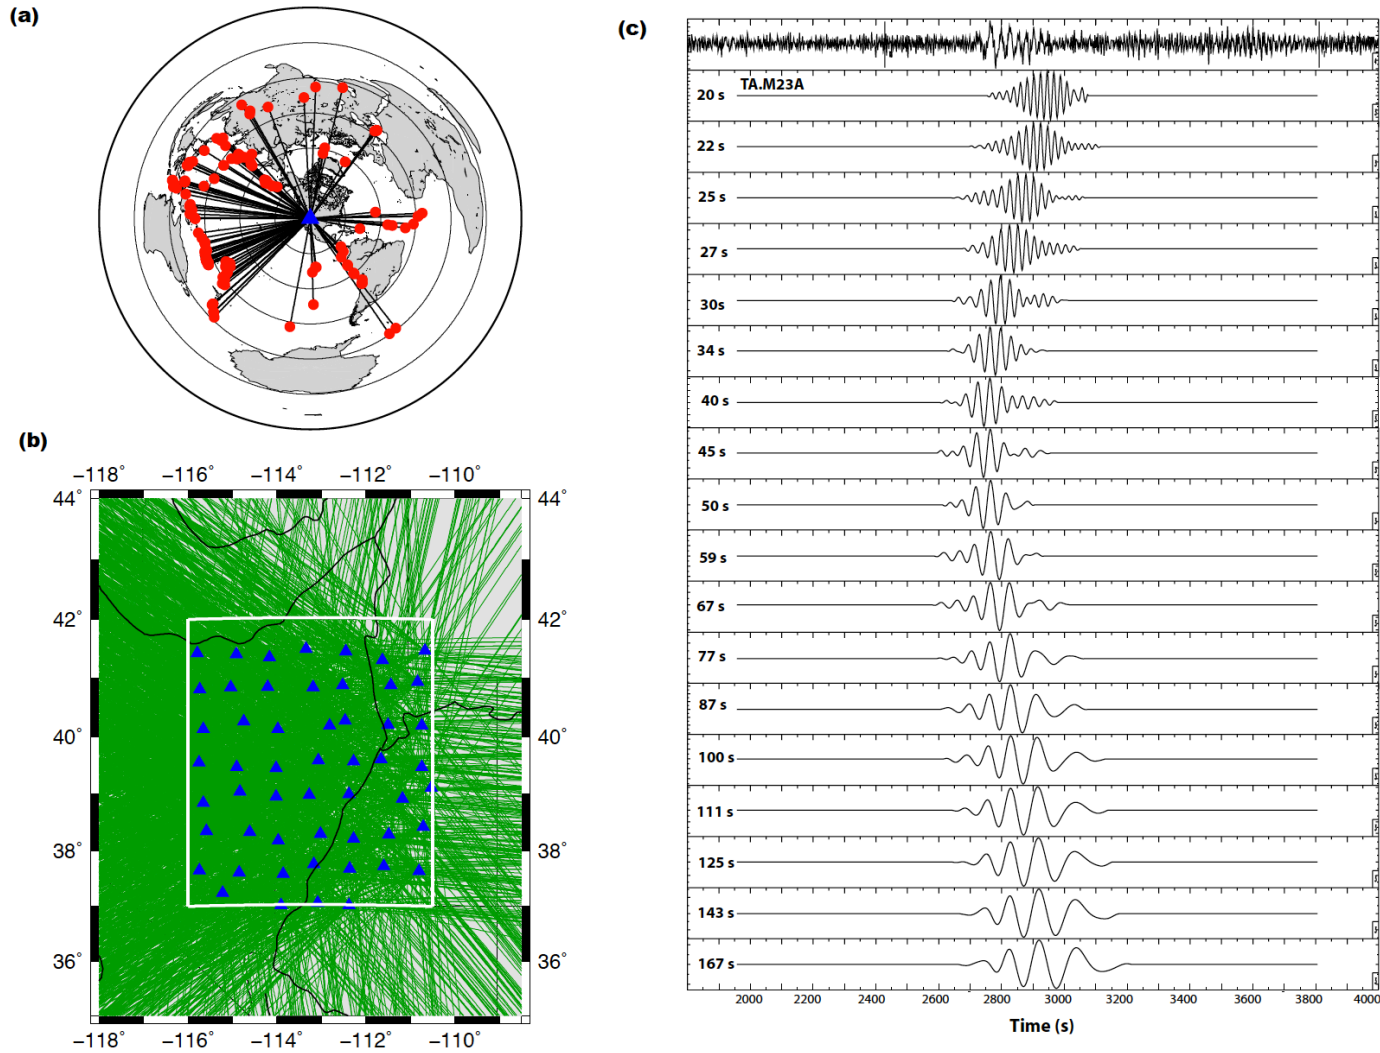 (a)
(b)
−118° −116° −114° −112° −110°
44° 44°
42° 42°
40° 40°
38° 38°
36° 36°
−118° −116° −114° −112° −110°
(c)
TA.M23A
20 s
22 s
25 s
27 s
30s
34 s
40 s
45 s
50 s
59 s
67 s
77 s
87 s
100 s
111 s
125 s
143 s
167 s
2000 2200 2400 2600 2800 3000 3200 3400 3600 3800 4000
Time (s)